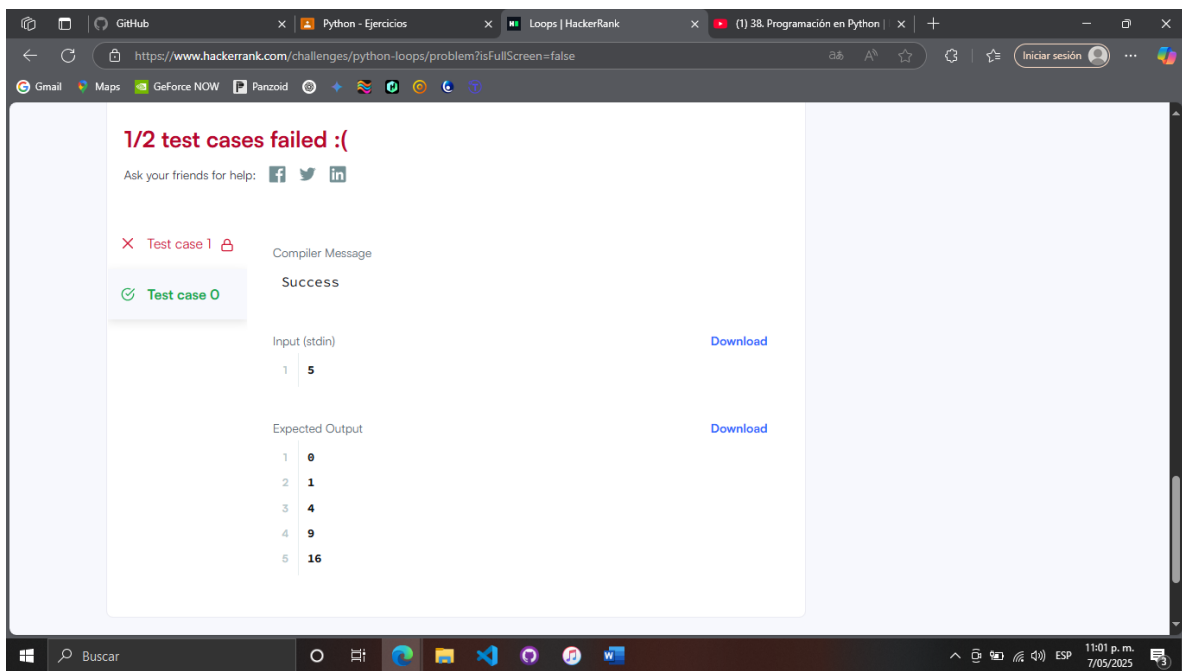 GitHub
Python - Ejercicios
Loops | HackerRank
(1) 38. Programación en Python |
https://www.hackerrank.com/challenges/python-loops/problem?isFullScreen=false
Iniciar sesión
Gmail
Maps
GeForce NOW
Panzoid
1/2 test cases failed :(
Ask your friends for help:
Test case 1
Compiler Message
Success
Test case 0
Input (stdin)
Download
1 5
Expected Output
Download
1 0
2 1
3 4
4 9
5 16
Buscar
ESP
11:01 p. m.
7/05/2025
3